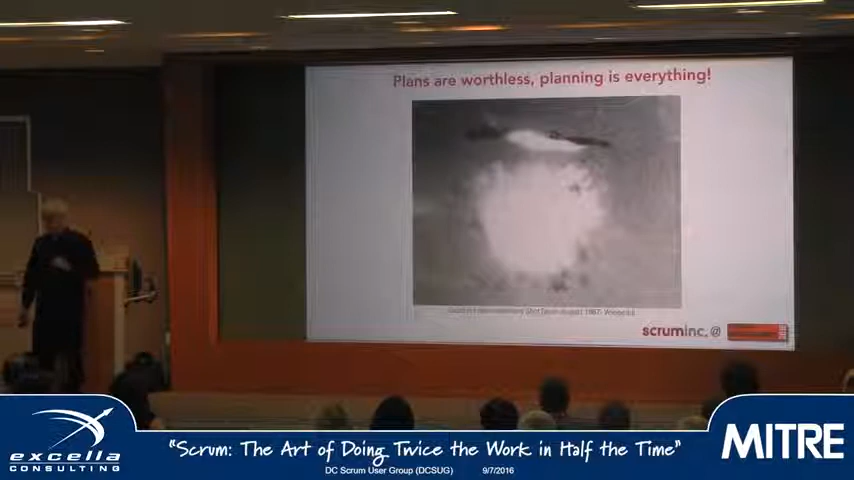 Plans are worthless, planning is everything!
scruminc. @
excella
CONSULTING
"Scrum: The Art of Doing Twice the Work in Half the Time"
DC Scrum User Group (DCSUG) 9/7/2016
MITRE